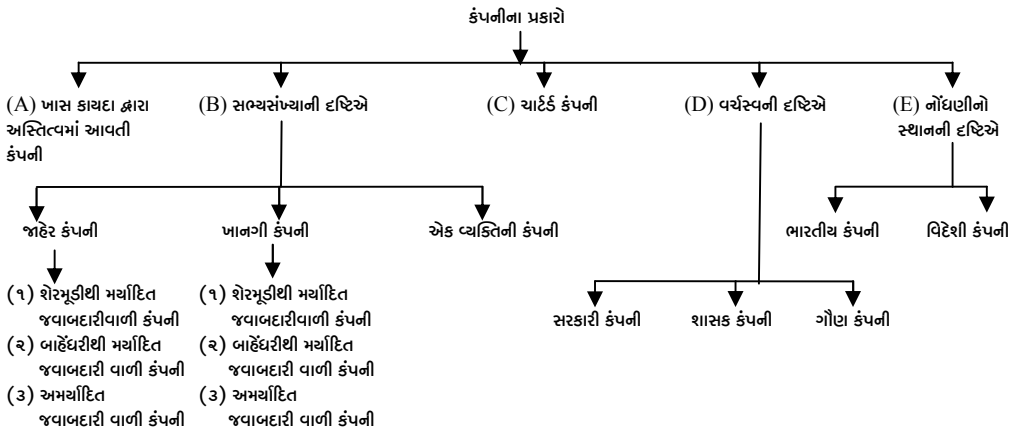 કંપનીના પ્રકારો
(A) ખાસ કાયદા દ્વારા
અસ્તિત્વમાં આવતી
કંપની
(B) સભ્યસંખ્યાની દષ્ટિએ
(C) ચાર્ટર્ડ કંપની
(D) વર્ચસ્વની દષ્ટિએ
(E) નોંધણીનો
સ્થાનની દષ્ટિએ
જાહેર કંપની
ખાનગી કંપની
એક વ્યક્તિની કંપની
ભારતીય કંપની
વિદેશી કંપની
(૧) શેરમૂડીથી મર્યાદિત
જવાબદારીવાળી કંપની
(૨) બાહેંધરીથી મર્યાદિત
જવાબદારી વાળી કંપની
(૩) અમર્યાદિત
જવાબદારી વાળી કંપની
(૧) શેરમૂડીથી મર્યાદિત
જવાબદારીવાળી કંપની
(૨) બાહેંધરીથી મર્યાદિત
જવાબદારી વાળી કંપની
(૩) અમર્યાદિત
જવાબદારી વાળી કંપની
સરકારી કંપની
શાસક કંપની
ગૌણ કંપની